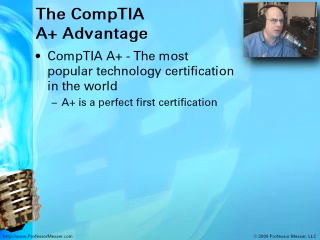 The CompTIA
A+ Advantage
• CompTIA A+ - The most
popular technology certification
in the world
– A+ is a perfect first certification
http://www.ProfessorMesser.com
© 2008 Professor Messer, LLC